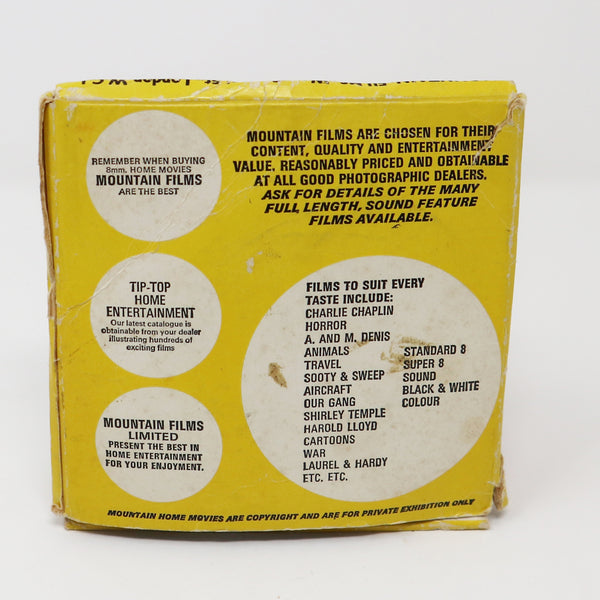 London W.C.1
REMEMBER WHEN BUYING
8mm. HOME MOVIES
MOUNTAIN FILMS
ARE THE BEST
MOUNTAIN FILMS ARE CHOSEN FOR THEIR
CONTENT, QUALITY AND ENTERTAINMENT
VALUE. REASONABLY PRICED AND OBTAINABLE
AT ALL GOOD PHOTOGRAPHIC DEALERS.
ASK FOR DETAILS OF THE MANY
FULL LENGTH, SOUND FEATURE
FILMS AVAILABLE.
TIP-TOP
HOME
ENTERTAINMENT
Our latest catalogue is
obtainable from your dealer
illustrating hundreds of
exciting films
MOUNTAIN FILMS
LIMITED
PRESENT THE BEST IN
HOME ENTERTAINMENT
FOR YOUR ENJOYMENT.
FILMS TO SUIT EVERY
TASTE INCLUDE:
CHARLIE CHAPLIN
HORROR
A. AND M. DENIS
ANIMALS
TRAVEL
SOOTY & SWEEP
AIRCRAFT
OUR GANG
SHIRLEY TEMPLE
HAROLD LLOYD
CARTOONS
WAR
LAUREL & HARDY
ETC. ETC.
STANDARD 8
SUPER 8
SOUND
BLACK & WHITE
COLOUR
MOUNTAIN HOME MOVIES ARE COPYRIGHT AND ARE FOR PRIVATE EXHIBITION ONLY